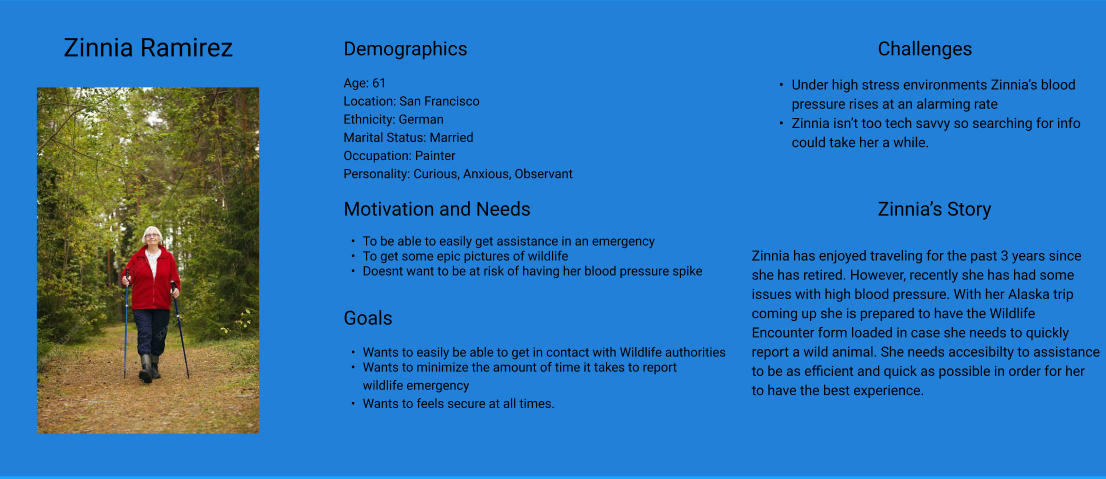 Zinnia Ramirez
Demographics
Age: 61
Location: San Francisco
Ethnicity: German
Marital Status: Married
Occupation: Painter
Personality: Curious, Anxious, Observant
Motivation and Needs
• To be able to easily get assistance in an emergency
• To get some epic pictures of wildlife
• Doesnt want to be at risk of having her blood pressure spike
Goals
• Wants to easily be able to get in contact with Wildlife authorities
• Wants to minimize the amount of time it takes to report
wildlife emergency
• Wants to feels secure at all times.
Challenges
• Under high stress environments Zinnia’s blood
pressure rises at an alarming rate
• Zinnia isn’t too tech savvy so searching for info
could take her a while.
Zinnia’s Story
Zinnia has enjoyed traveling for the past 3 years since
she has retired. However, recently she has had some
issues with high blood pressure. With her Alaska trip
coming up she is prepared to have the Wildlife
Encounter form loaded in case she needs to quickly
report a wild animal. She needs accesibilty to assistance
to be as efficient and quick as possible in order for her
to have the best experience.